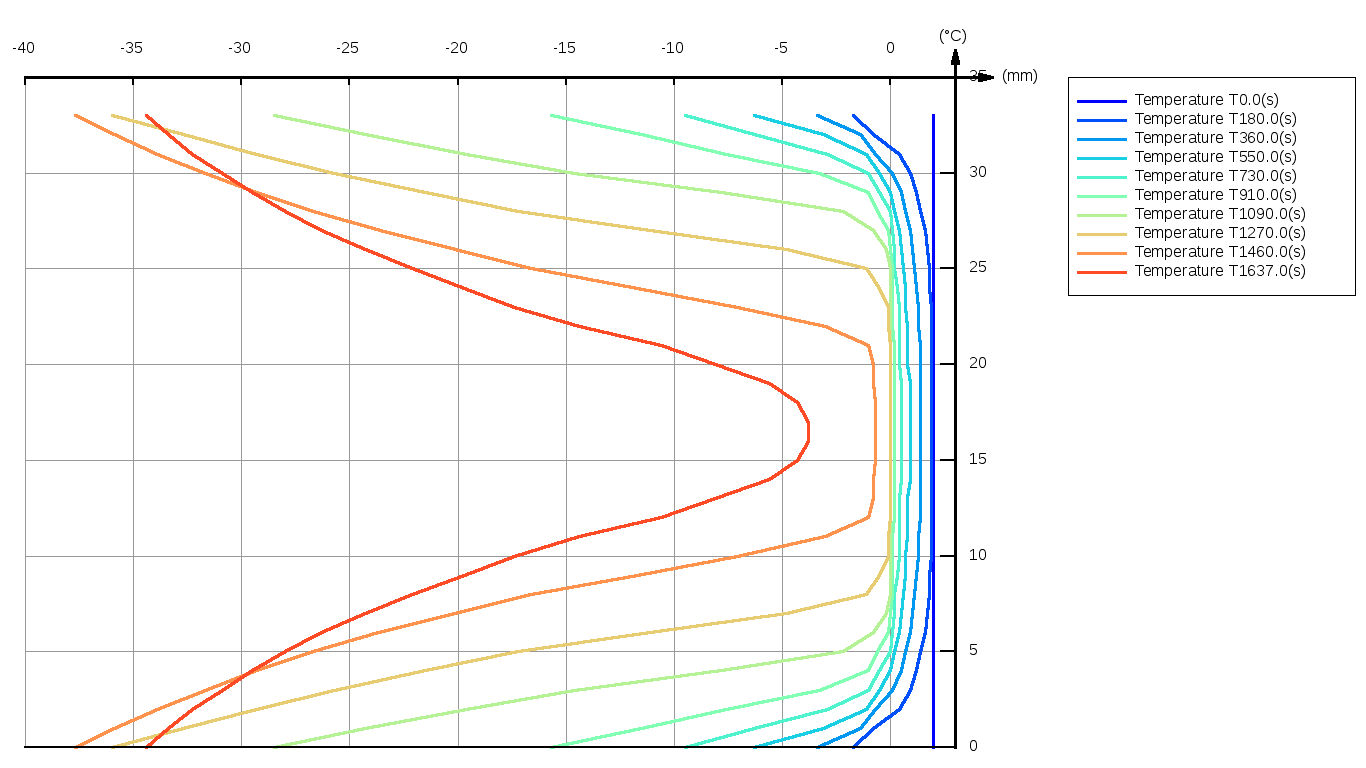 (°C)
-40 -35 -30 -25 -20 -15 -10 -5 0
35 (mm)
30
25
20
15
10
5
0
Temperature T0.0(s)
Temperature T180.0(s)
Temperature T360.0(s)
Temperature T550.0(s)
Temperature T730.0(s)
Temperature T910.0(s)
Temperature T1090.0(s)
Temperature T1270.0(s)
Temperature T1460.0(s)
Temperature T1637.0(s)